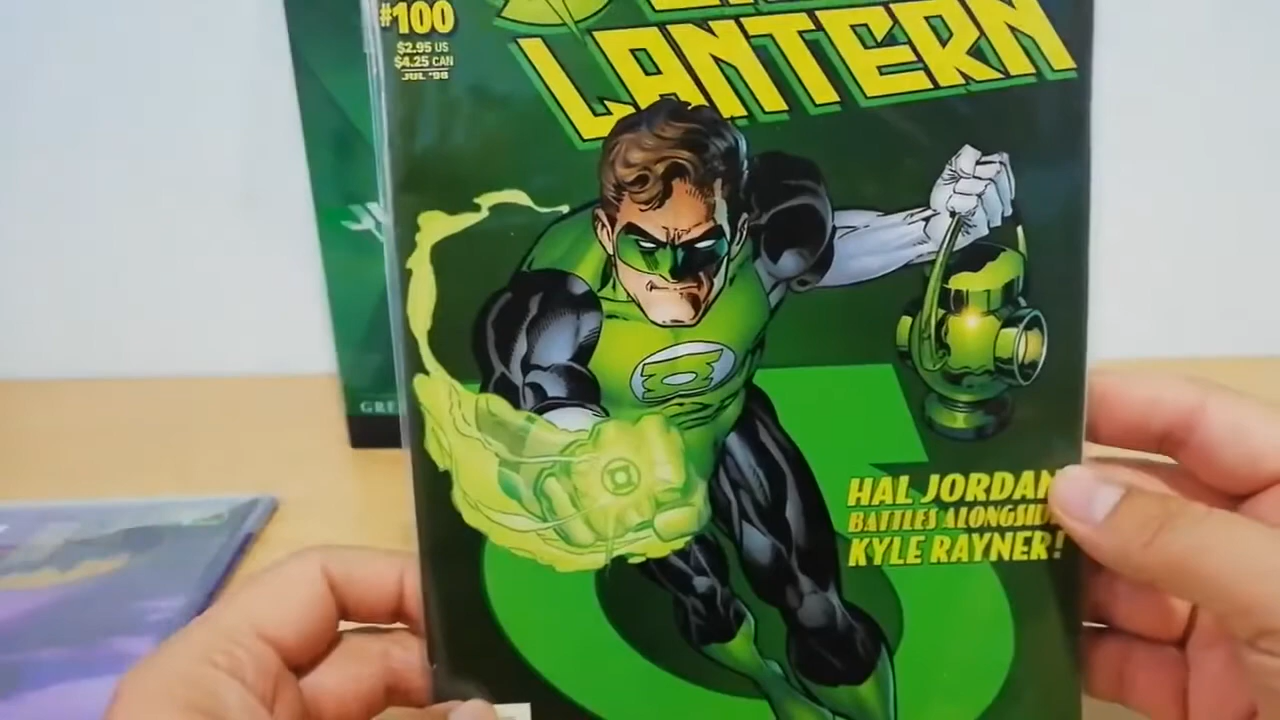 #100
$2.95 US
$4.25 CAN
JUL '98
LANTERN
HAL JORDAN
BATTLES ALONGSIDE
KYLE RAYNER!